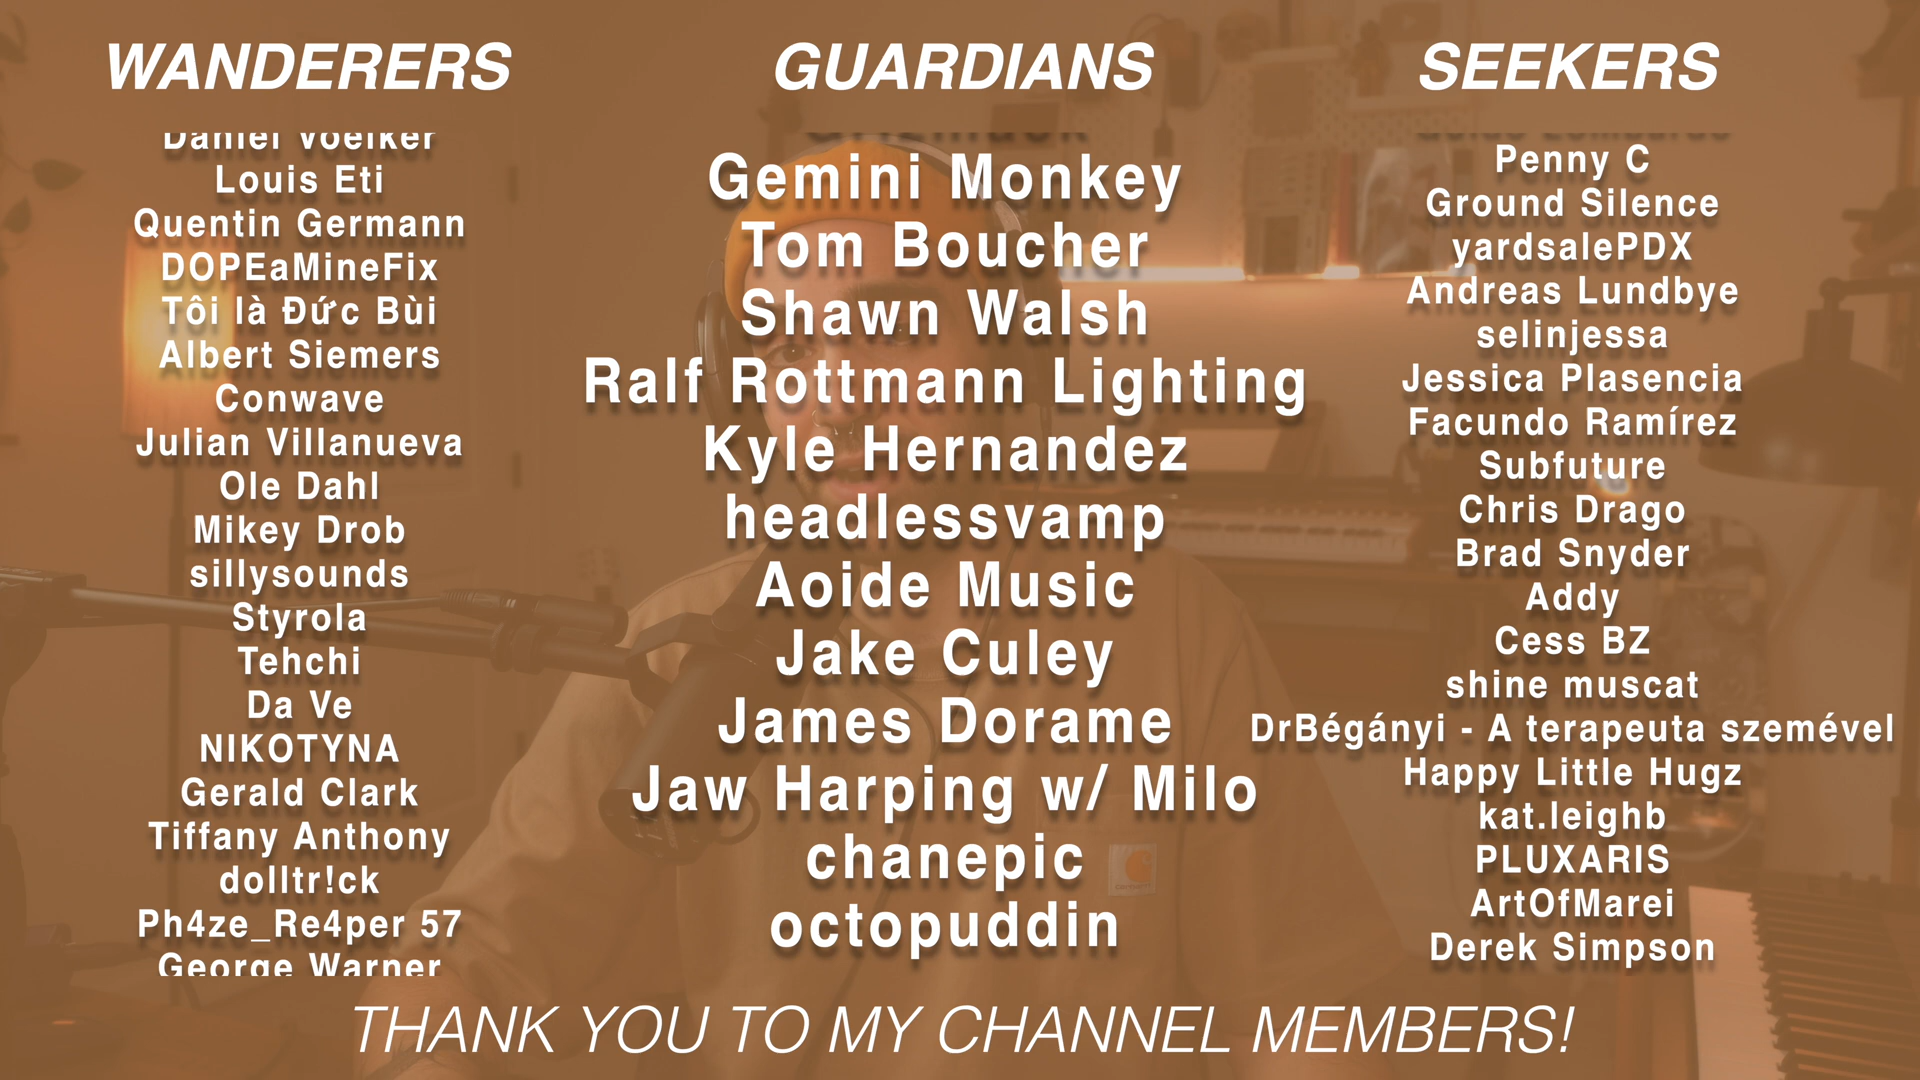 WANDERERS
Daniel Voelker
Louis Eti
Quentin Germann
DOPEaMineFix
Tôi là Đức Bùi
Albert Siemers
Conwave
Julian Villanueva
Ole Dahl
Mikey Drob
sillysounds
Styrola
Tehchi
Da Ve
NIKOTYNA
Gerald Clark
Tiffany Anthony
dolltr!ck
Ph4ze_Re4per 57
George Warner
GUARDIANS
Gemini Monkey
Tom Boucher
Shawn Walsh
Ralf Rottmann Lighting
Kyle Hernandez
headlessvamp
Aoide Music
Jake Culey
James Dorame
Jaw Harping w/ Milo
chanepic
octopuddin
SEEKERS
Penny C
Ground Silence
yardsalePDX
Andreas Lundbye
selinjessa
Jessica Plasencia
Facundo Ramírez
Subfuture
Chris Drago
Brad Snyder
Addy
Cess BZ
shine muscat
DrBégányi - A terapeuta szemével
Happy Little Hugz
kat.leighb
PLUXARIS
ArtOfMarei
Derek Simpson
THANK YOU TO MY CHANNEL MEMBERS!